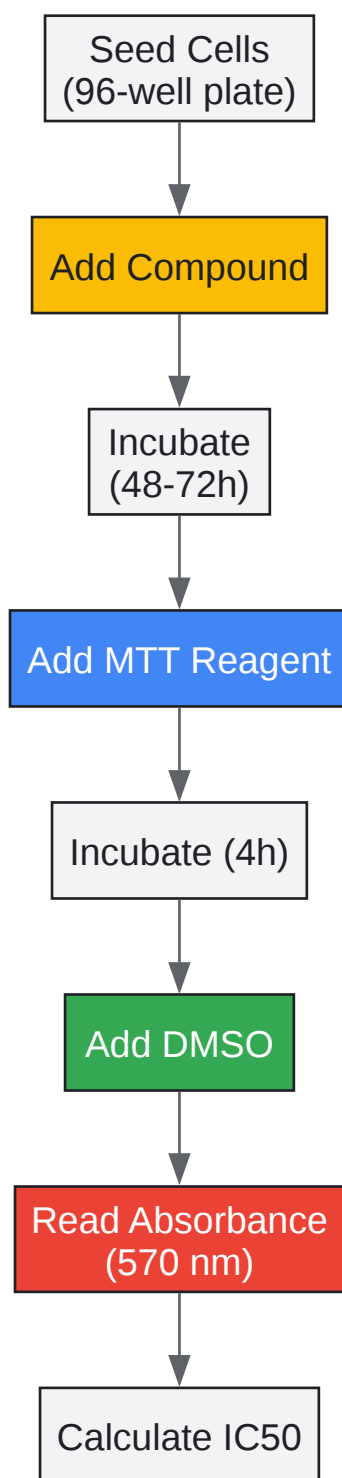 Seed Cells
(96-well plate)
Add Compound
Incubate
(48-72h)
Add MTT Reagent
Incubate (4h)
Add DMSO
Read Absorbance
(570 nm)
Calculate IC50